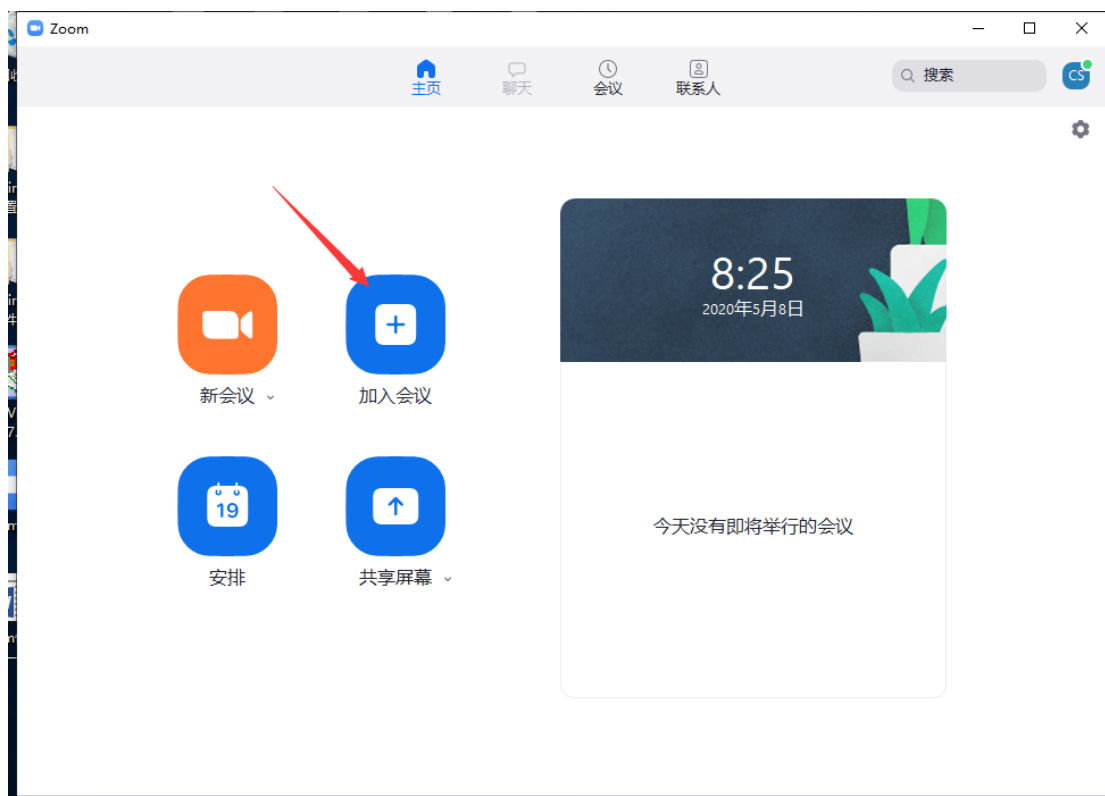 Zoom
主页
聊天
会议
联系人
搜索
CS
8:25
2020年5月8日
新会议
加入会议
19
安排
共享屏幕
今天没有即将举行的会议